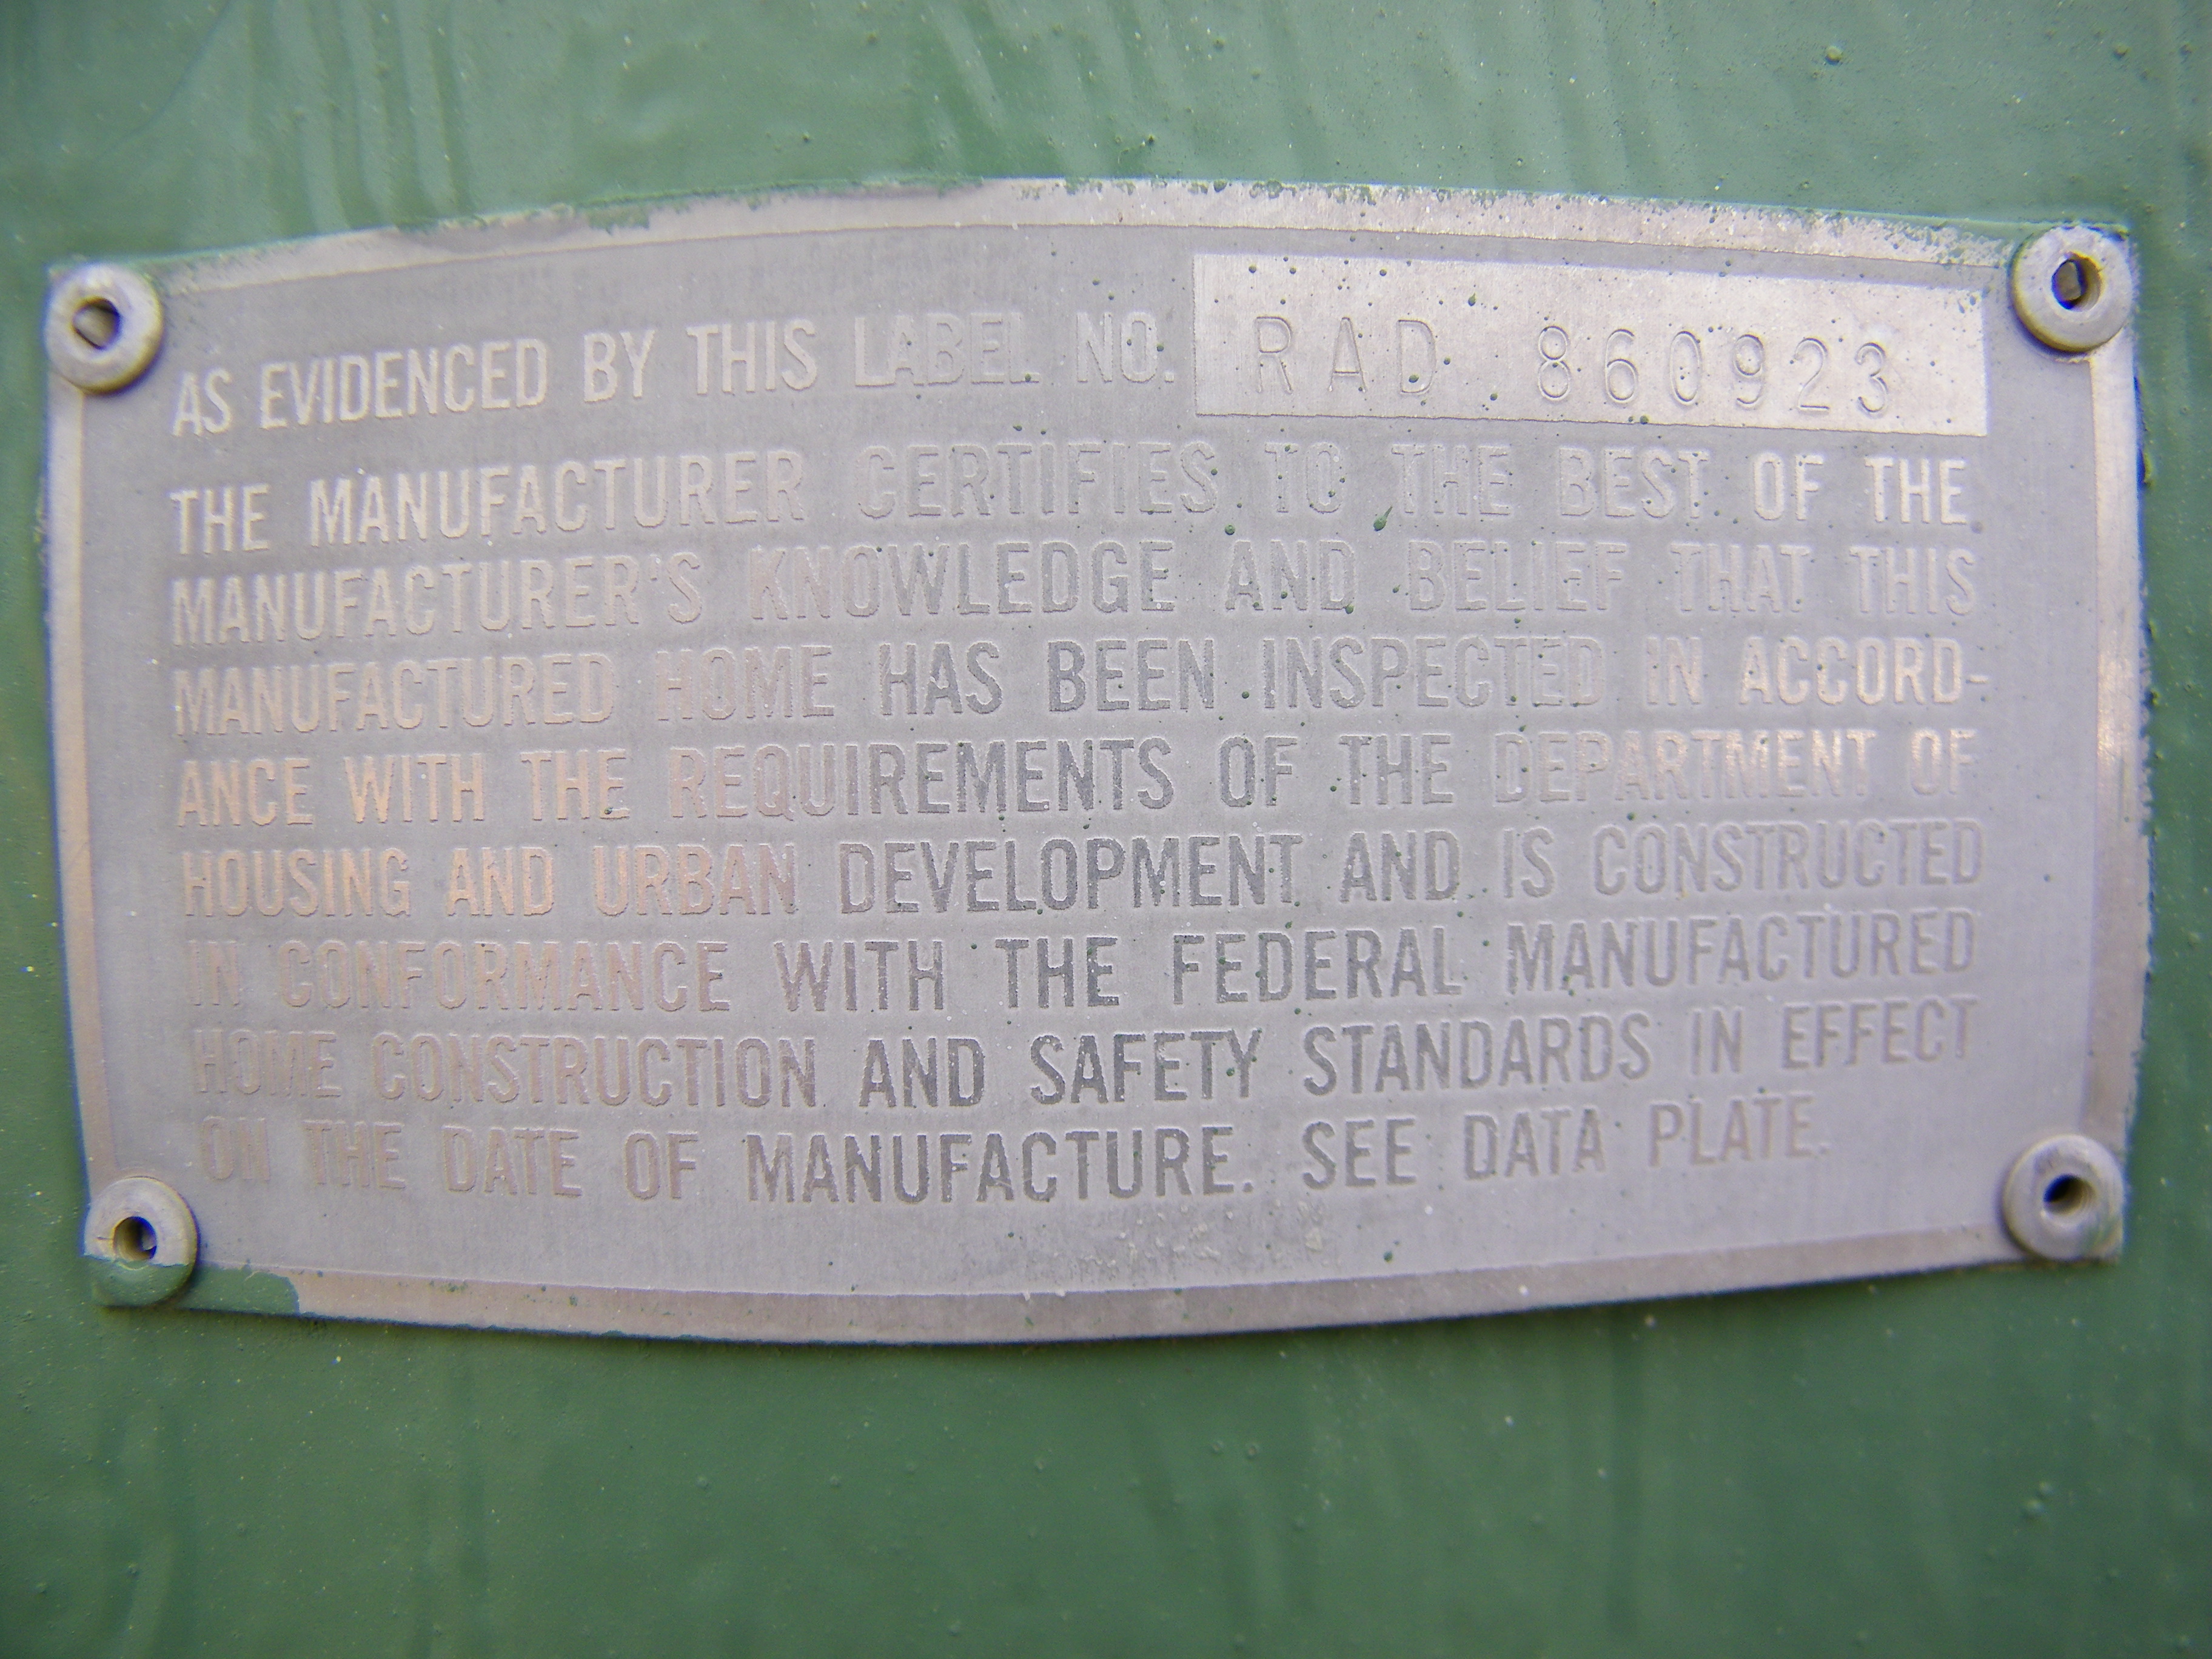 AS EVIDENCED BY THIS LABEL NO. RAD 860923
THE MANUFACTURER CERTIFIES TO THE BEST OF THE
MANUFACTURER'S KNOWLEDGE AND BELIEF THAT THIS
MANUFACTURED HOME HAS BEEN INSPECTED IN ACCORD-
ANCE WITH THE REQUIREMENTS OF THE DEPARTMENT OF
HOUSING AND URBAN DEVELOPMENT AND IS CONSTRUCTED
IN CONFORMANCE WITH THE FEDERAL MANUFACTURED
HOME CONSTRUCTION AND SAFETY STANDARDS IN EFFECT
ON THE DATE OF MANUFACTURE. SEE DATA PLATE.